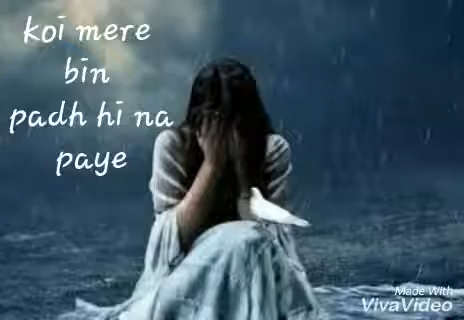 koi mere
bin
padh hi na
paye
Made With
VivaVideo